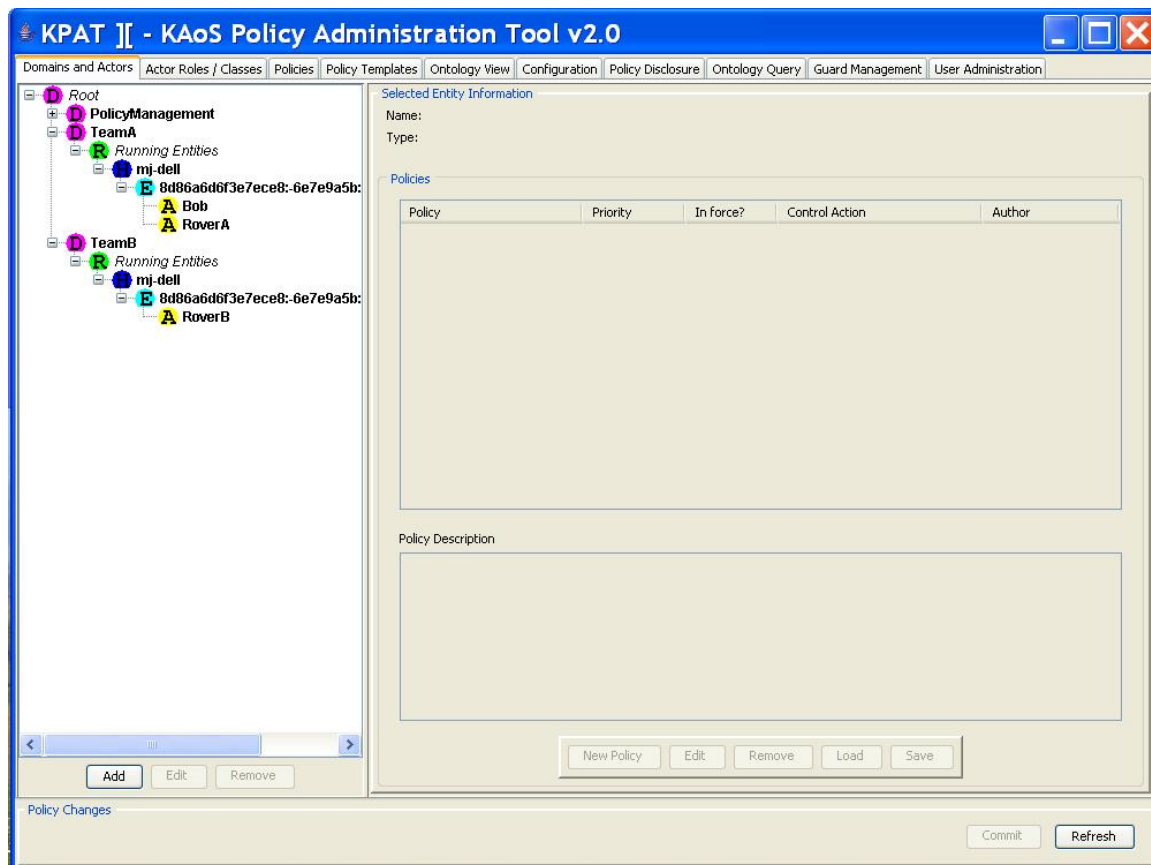 KPAT ][ - KAoS Policy Administration Tool v2.0
Domains and Actors Actor Roles / Classes Policies Policy Templates Ontology View Configuration Policy Disclosure Ontology Query Guard Management User Administration
D Root
D PolicyManagement
D TeamA
R Running Entities
H mj-dell
E 8d86a6d6f3e7ece8:-6e7e9a5b:
A Bob
A RoverA
D TeamB
R Running Entities
H mj-dell
E 8d86a6d6f3e7ece8:-6e7e9a5b:
A RoverB
Add Edit Remove
Selected Entity Information
Name:
Type:
Policies
Policy Priority In force? Control Action Author
Policy Description
New Policy Edit Remove Load Save
Policy Changes
Commit Refresh